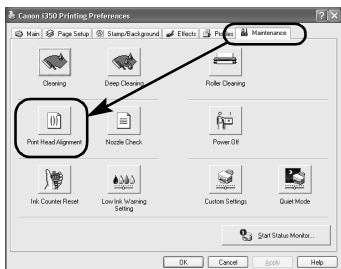 Canon i350 Printing Preferences
Main Page Setup Stamp/Background Effects Profiles Maintenance
Cleaning Deep Cleaning Roller Cleaning
Print Head Alignment Nozzle Check Power Off
Ink Counter Reset Low Ink Warning Setting Custom Settings Quiet Mode
Start Status Monitor...
OK Cancel Apply Help